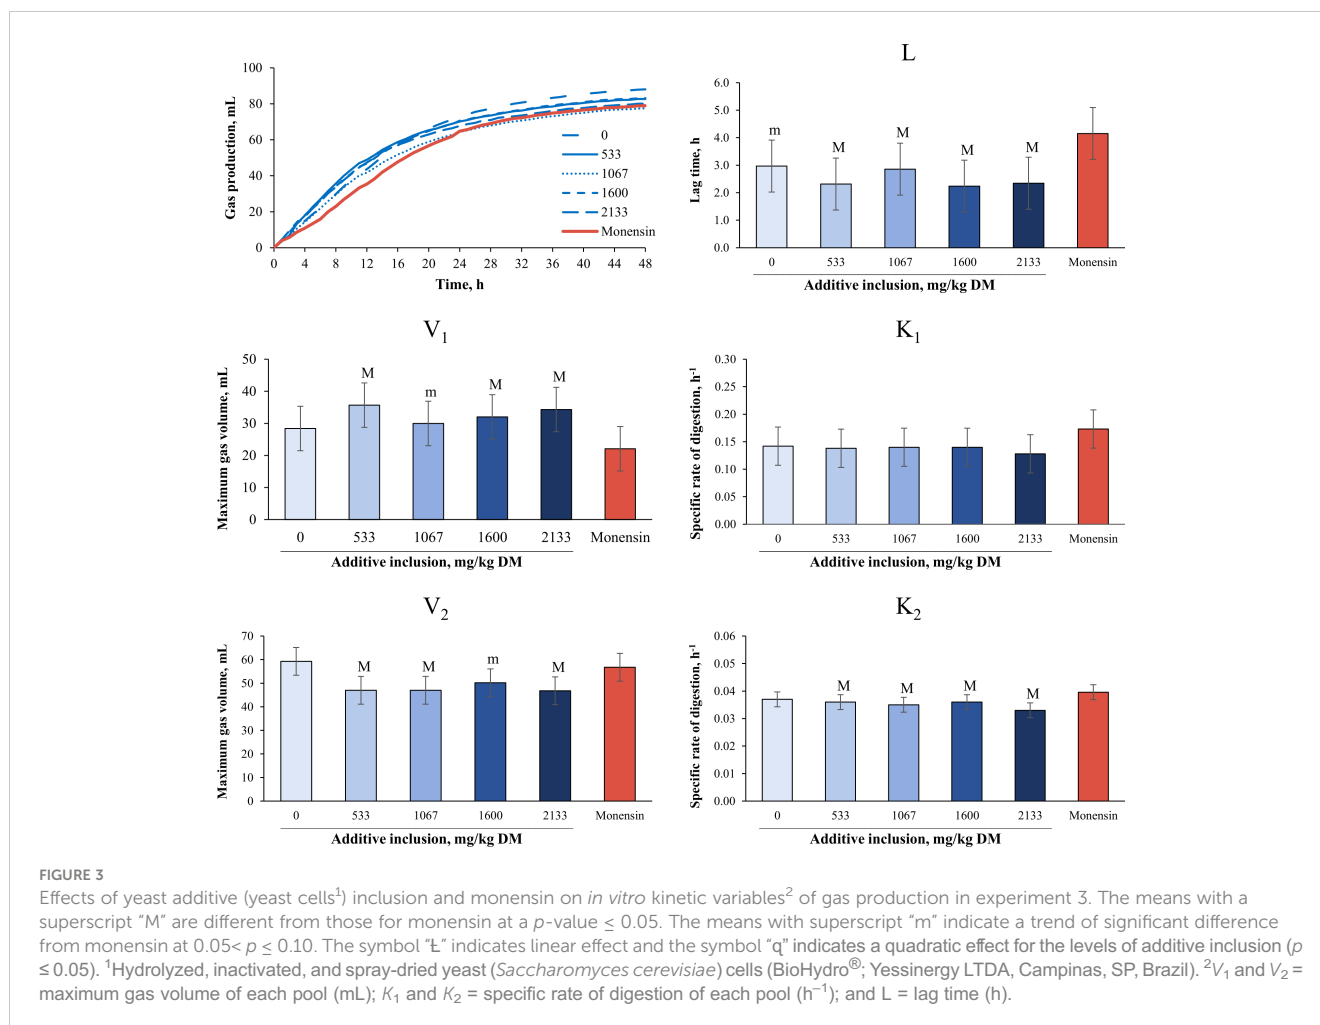 Gas production, mL
100
80
60
40
20
0
0 4 8 12 16 20 24 28 32 36 40 44 48
Time, h
0
533
1067
1600
2133
Monensin
L
Lag time, h
6.0
5.0
4.0
3.0
2.0
1.0
0.0
m M M M M
0 533 1067 1600 2133 Monensin
Additive inclusion, mg/kg DM
V1
Maximum gas volume, mL
50
40
30
20
10
0
M m M M
0 533 1067 1600 2133 Monensin
Additive inclusion, mg/kg DM
K1
Specific rate of digestion, h-1
0.30
0.25
0.20
0.15
0.10
0.05
0.00
0 533 1067 1600 2133 Monensin
Additive inclusion, mg/kg DM
V2
Maximum gas volume, mL
70
60
50
40
30
20
10
0
M M m M
0 533 1067 1600 2133 Monensin
Additive inclusion, mg/kg DM
K2
Specific rate of digestion, h-1
0.06
0.05
0.04
0.03
0.02
0.01
0.00
M M M M
0 533 1067 1600 2133 Monensin
Additive inclusion, mg/kg DM
FIGURE 3
Effects of yeast additive (yeast cells¹) inclusion and monensin on in vitro kinetic variables² of gas production in experiment 3. The means with a
superscript "M" are different from those for monensin at a p-value ≤ 0.05. The means with superscript "m" indicate a trend of significant difference
from monensin at 0.05< p ≤ 0.10. The symbol "Ł" indicates linear effect and the symbol "ɋ" indicates a quadratic effect for the levels of additive inclusion (p
≤ 0.05). ¹Hydrolyzed, inactivated, and spray-dried yeast (Saccharomyces cerevisiae) cells (BioHydro®; Yessinergy LTDA, Campinas, SP, Brazil). ²V1 and V2 =
maximum gas volume of each pool (mL); K1 and K2 = specific rate of digestion of each pool (h−1); and L = lag time (h).